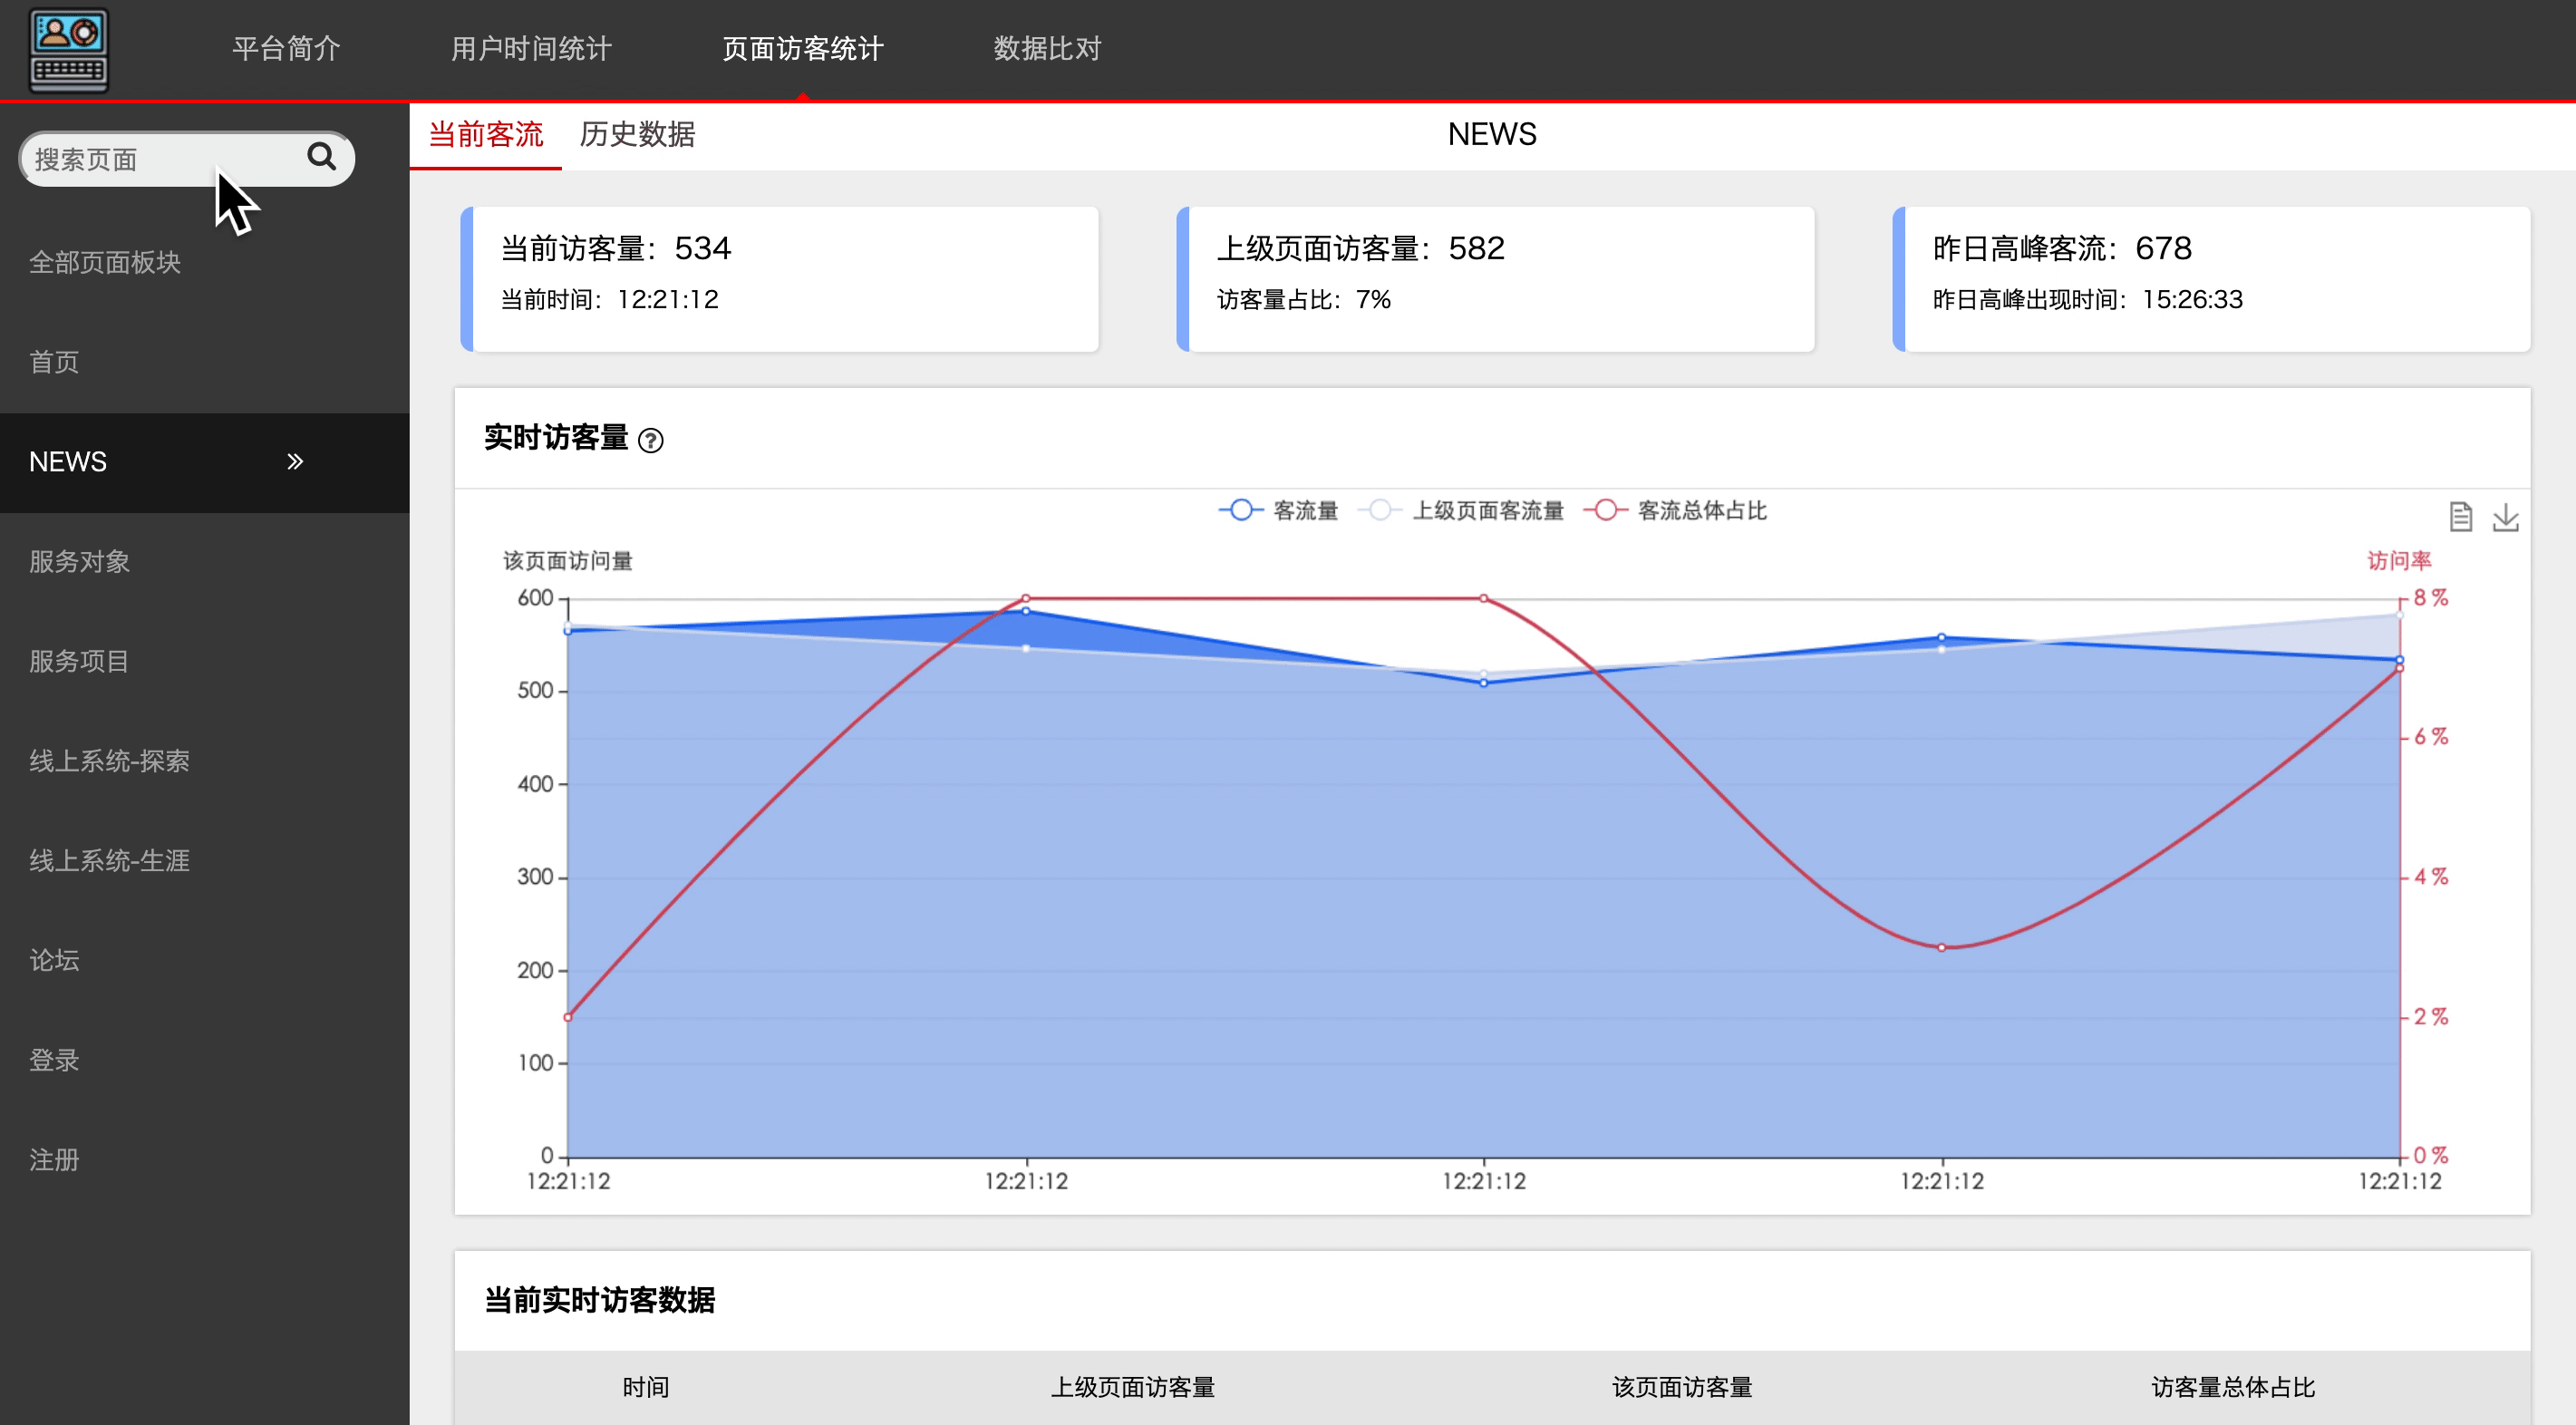 平台简介 用户时间统计 页面访客统计 数据比对
搜索页面
全部页面板块
首页
NEWS
服务对象
服务项目
线上系统-探索
线上系统-生涯
论坛
登录
注册
当前客流 历史数据 NEWS
当前访客量：534
当前时间：12:21:12
上级页面访客量：582
访客量占比：7%
昨日高峰客流：678
昨日高峰出现时间：15:26:33
实时访客量 ?
客流量 上级页面客流量 客流总体占比
该页面访问量 访问率
600 8 %
500
6 %
400
300 4 %
200
2 %
100
0 0 %
12:21:12 12:21:12 12:21:12 12:21:12 12:21:12
当前实时访客数据
时间 上级页面访客量 该页面访客量 访客量总体占比